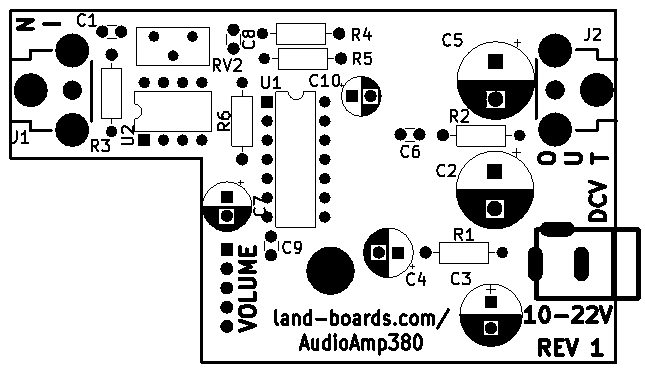 IN
C1
C8
R4
R5
C5
J2
RV2
U1
C10
J1
R3
U2
R6
R2
C6
OUT
C2
C7
DCV
R1
C9
C4
C3
VOLUME
land-boards.com/
AudioAmp380
10-22V
REV 1